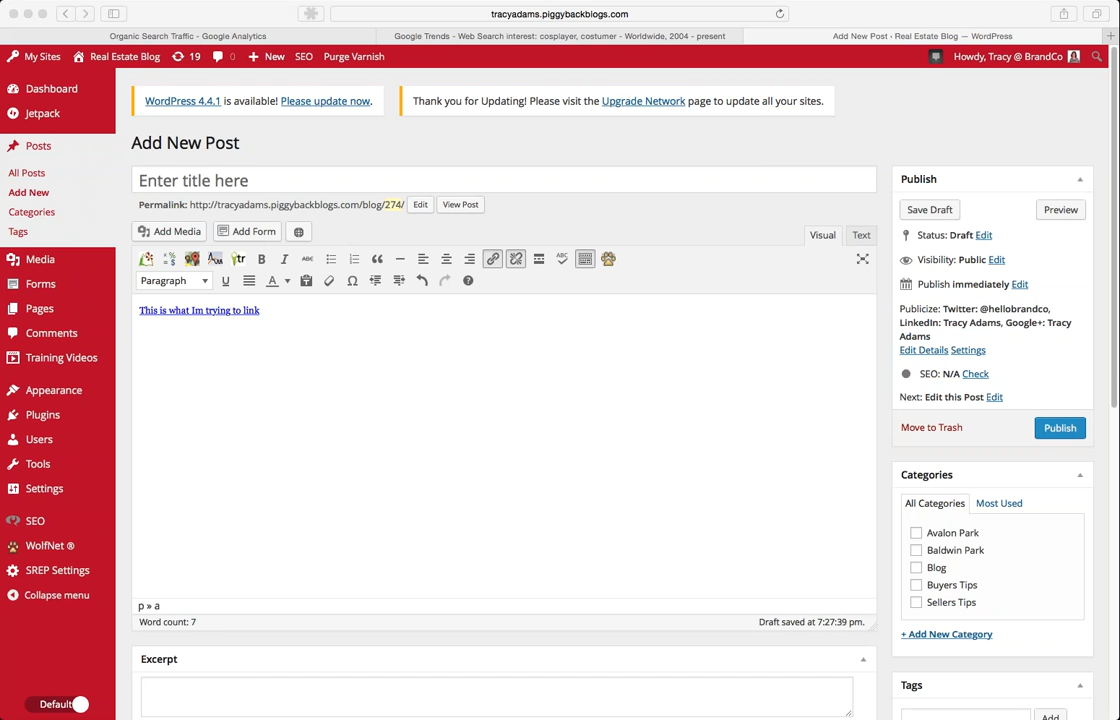 tracyadams.piggybackblogs.com
Organic Search Traffic - Google Analytics
Google Trends - Web Search interest: cosplayer, costumer - Worldwide, 2004 - present
Add New Post ‹ Real Estate Blog — WordPress
My Sites
Real Estate Blog
19
0
+ New
SEO
Purge Varnish
Howdy, Tracy @ BrandCo
Dashboard
Jetpack
Posts
All Posts
Add New
Categories
Tags
Media
Forms
Pages
Comments
Training Videos
Appearance
Plugins
Users
Tools
Settings
SEO
WolfNet ®
SREP Settings
Collapse menu
Default
WordPress 4.4.1 is available! Please update now.
Thank you for Updating! Please visit the Upgrade Network page to update all your sites.
Add New Post
Enter title here
Permalink: http://tracyadams.piggybackblogs.com/blog/274/
Edit
View Post
Add Media
Add Form
Visual
Text
B
I
ABC
ABC
Paragraph
U
A
Ω
?
This is what Im trying to link
p » a
Word count: 7
Draft saved at 7:27:39 pm.
Excerpt
Publish
Save Draft
Preview
Status: Draft Edit
Visibility: Public Edit
Publish immediately Edit
Publicize: Twitter: @hellobrandco,
LinkedIn: Tracy Adams, Google+: Tracy
Adams
Edit Details Settings
SEO: N/A Check
Next: Edit this Post Edit
Move to Trash
Publish
Categories
All Categories
Most Used
Avalon Park
Baldwin Park
Blog
Buyers Tips
Sellers Tips
+ Add New Category
Tags
Add